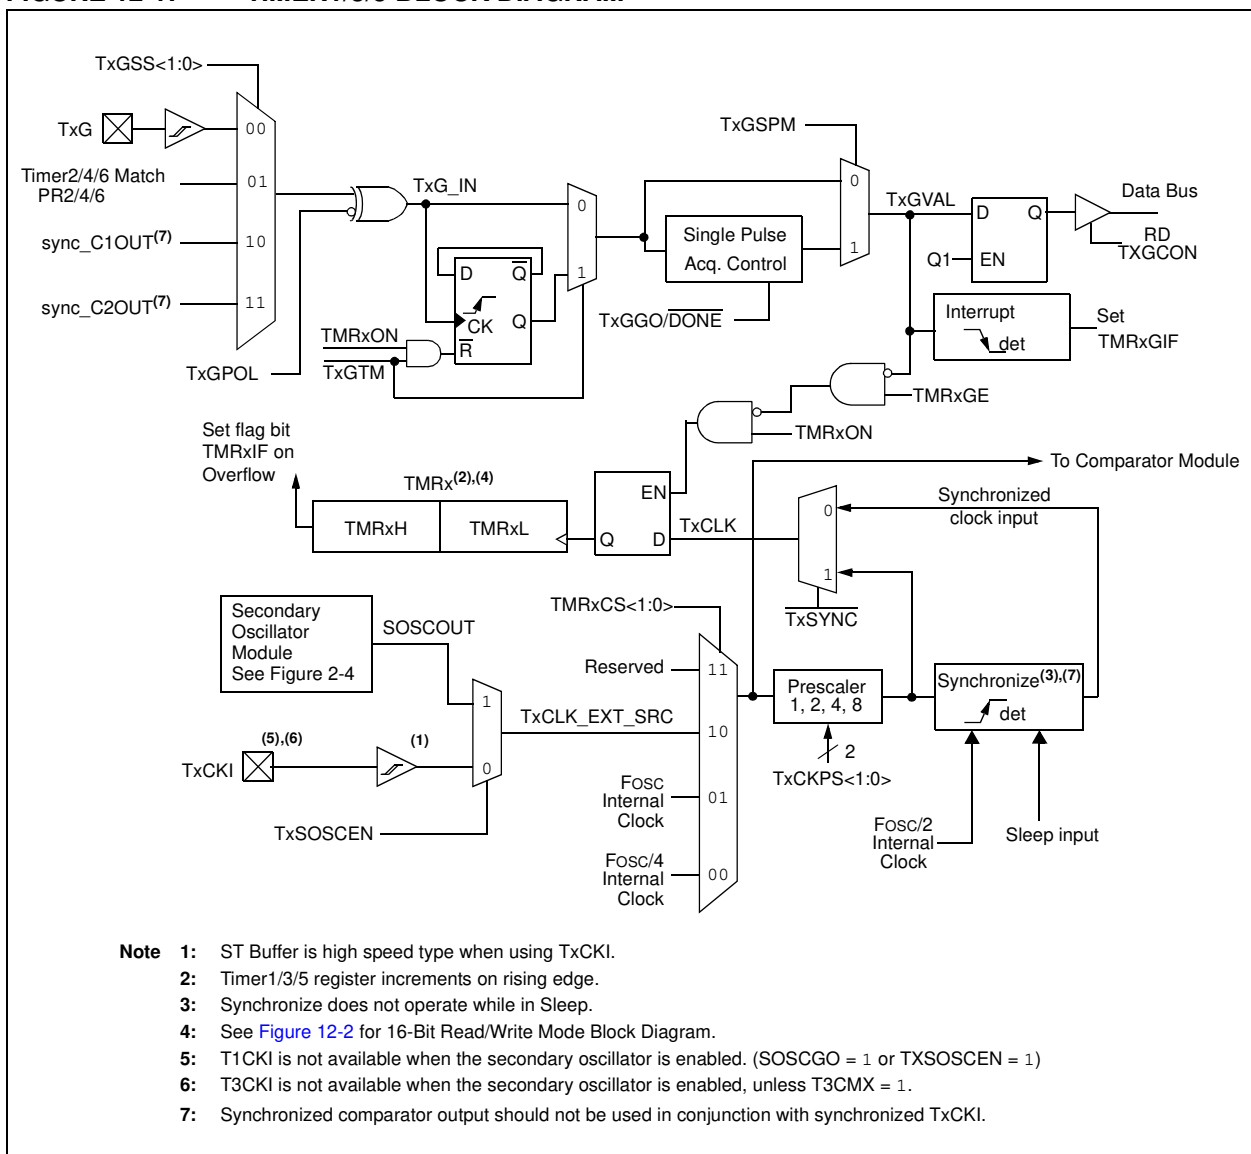 TxGSS<1:0>
TxG
00
Timer2/4/6 Match
PR2/4/6
01
sync_C1OUT(7)
10
sync_C2OUT(7)
11
TxGPOL
TxG_IN
D
Q
CK
Q
R
TMRxON
TxGTM
0
1
TxGSPM
Single Pulse
Acq. Control
TxGGO/DONE
0
1
TxGVAL
D
Q
Q1
EN
Data Bus
RD
TXGCON
Interrupt
det
Set
TMRxGIF
TMRxGE
TMRxON
Set flag bit
TMRxIF on
Overflow
TMRx(2),(4)
TMRxH
TMRxL
EN
Q
D
TxCLK
To Comparator Module
Synchronized
clock input
0
1
TxSYNC
Secondary
Oscillator
Module
See Figure 2-4
SOSCOUT
TMRxCS<1:0>
Reserved
11
1
TxCLK_EXT_SRC
10
(5),(6)
(1)
TxCKI
0
TxSOSCEN
FOSC
Internal
Clock
01
FOSC/4
Internal
Clock
00
Prescaler
1, 2, 4, 8
2
TxCKPS<1:0>
Synchronize(3),(7)
det
FOSC/2
Internal
Clock
Sleep input
Note 1: ST Buffer is high speed type when using TxCKI.
2: Timer1/3/5 register increments on rising edge.
3: Synchronize does not operate while in Sleep.
4: See Figure 12-2 for 16-Bit Read/Write Mode Block Diagram.
5: T1CKI is not available when the secondary oscillator is enabled. (SOSCGO = 1 or TXSOSCEN = 1)
6: T3CKI is not available when the secondary oscillator is enabled, unless T3CMX = 1.
7: Synchronized comparator output should not be used in conjunction with synchronized TxCKI.